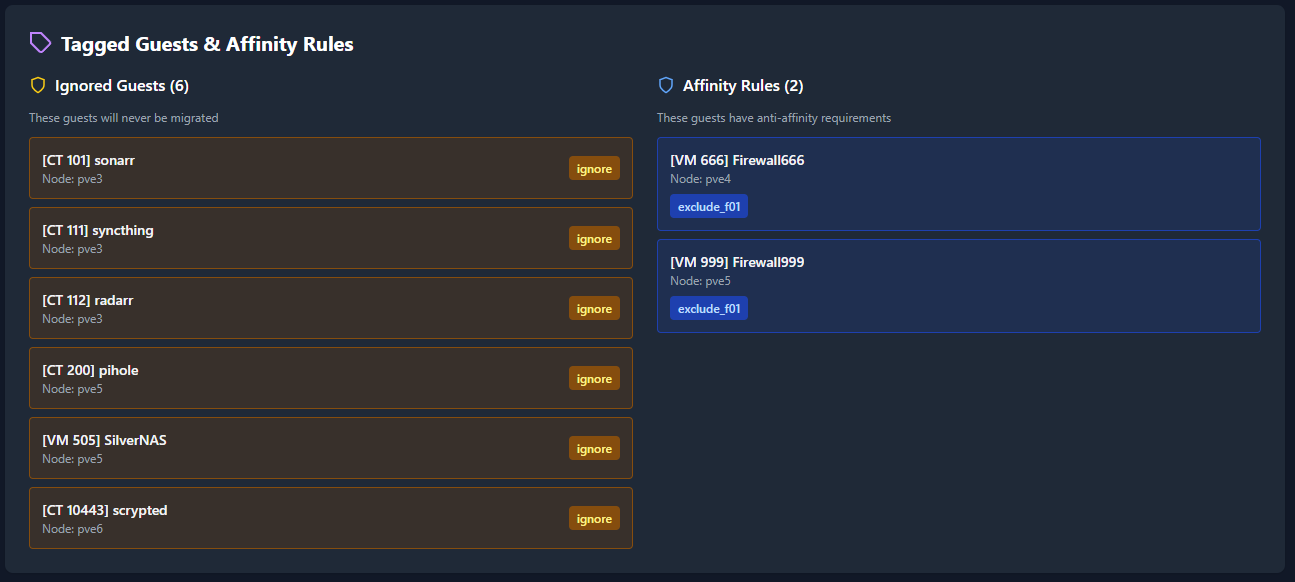 Tagged Guests & Affinity Rules
Ignored Guests (6)
These guests will never be migrated
[CT 101] sonarr
Node: pve3
ignore
[CT 111] syncthing
Node: pve3
ignore
[CT 112] radarr
Node: pve3
ignore
[CT 200] pihole
Node: pve5
ignore
[VM 505] SilverNAS
Node: pve5
ignore
[CT 10443] scrypted
Node: pve6
ignore
Affinity Rules (2)
These guests have anti-affinity requirements
[VM 666] Firewall666
Node: pve4
exclude_f01
[VM 999] Firewall999
Node: pve5
exclude_f01